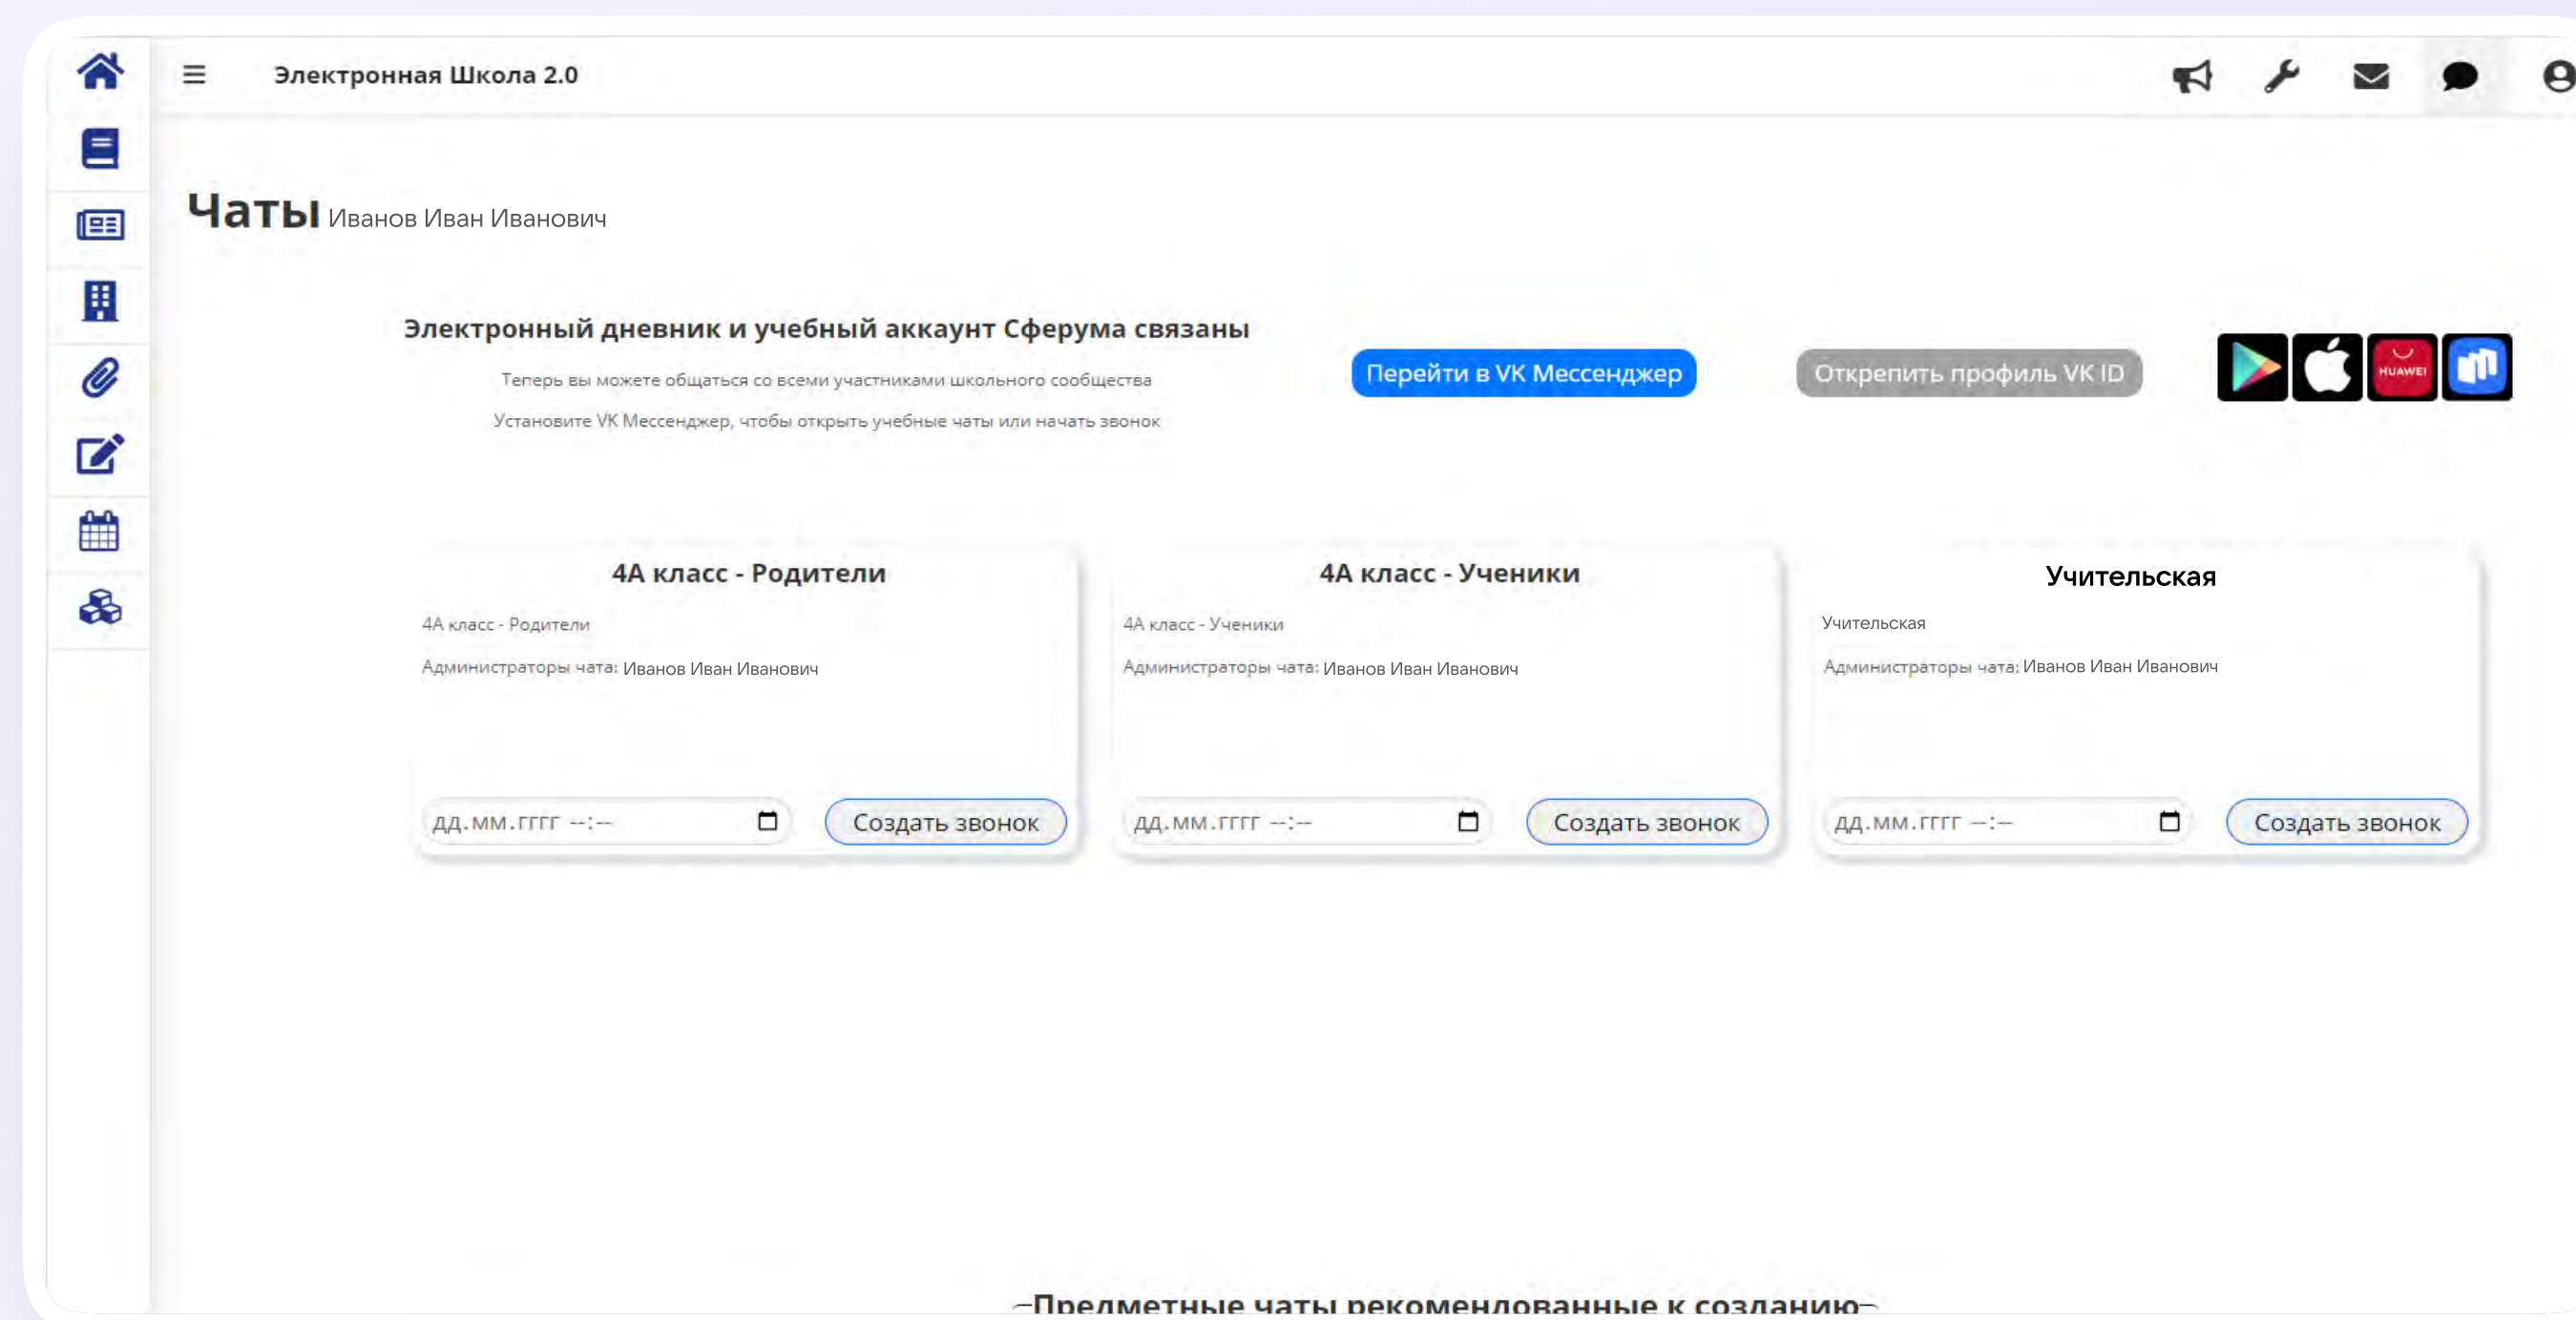 Электронная Школа 2.0
Чаты Иванов Иван Иванович
Электронный дневник и учебный аккаунт Сферума связаны
Теперь вы можете общаться со всеми участниками школьного сообщества
Установите VK Мессенджер, чтобы открыть учебные чаты или начать звонок
Перейти в VK Мессенджер
Открепить профиль VK ID
HUAWEI
4А класс - Родители
4А класс - Родители
Администраторы чата: Иванов Иван Иванович
дд.мм.гггг --:--
Создать звонок
4А класс - Ученики
4А класс - Ученики
Администраторы чата: Иванов Иван Иванович
дд.мм.гггг --:--
Создать звонок
Учительская
Учительская
Администраторы чата: Иванов Иван Иванович
дд.мм.гггг --:--
Создать звонок
Предметные чаты рекомендованные к созданию